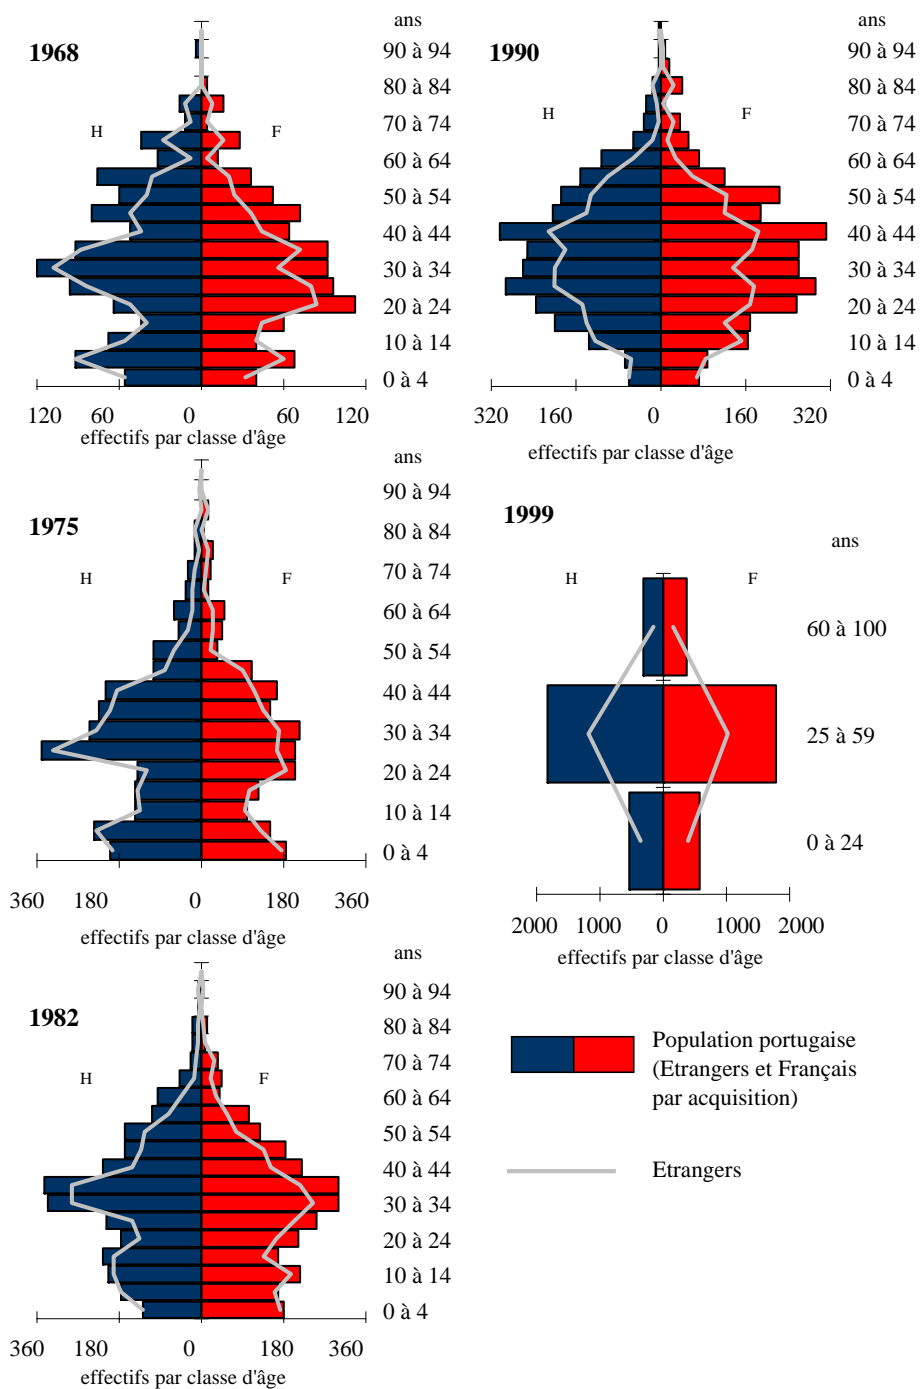 1968
ans
90 à 94
80 à 84
H
F
70 à 74
60 à 64
50 à 54
40 à 44
30 à 34
20 à 24
10 à 14
0 à 4
120 60 0 60 120
effectifs par classe d'âge
1990
ans
90 à 94
80 à 84
H
F
70 à 74
60 à 64
50 à 54
40 à 44
30 à 34
20 à 24
10 à 14
0 à 4
320 160 0 160 320
effectifs par classe d'âge
1975
ans
90 à 94
80 à 84
H
F
70 à 74
60 à 64
50 à 54
40 à 44
30 à 34
20 à 24
10 à 14
0 à 4
360 180 0 180 360
effectifs par classe d'âge
1999
ans
H
F
60 à 100
25 à 59
0 à 24
2000 1000 0 1000 2000
effectifs par classe d'âge
1982
ans
90 à 94
80 à 84
H
F
70 à 74
60 à 64
50 à 54
40 à 44
30 à 34
20 à 24
10 à 14
0 à 4
360 180 0 180 360
effectifs par classe d'âge
Population portugaise
(Etrangers et Français
par acquisition)
Etrangers